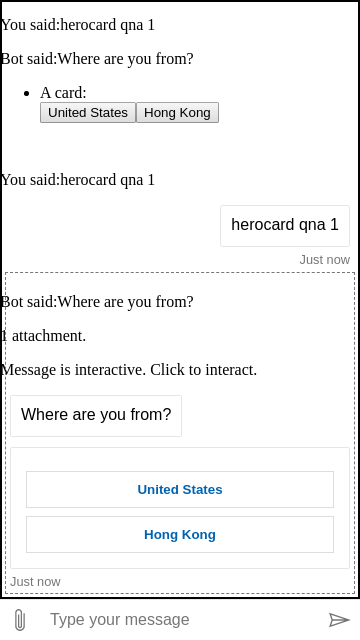 You said:herocard qna 1
Bot said:Where are you from?
A card:
United States Hong Kong
You said:herocard qna 1
herocard qna 1
Just now
Bot said:Where are you from?
1 attachment.
Message is interactive. Click to interact.
Where are you from?
United States
Hong Kong
Just now
Type your message